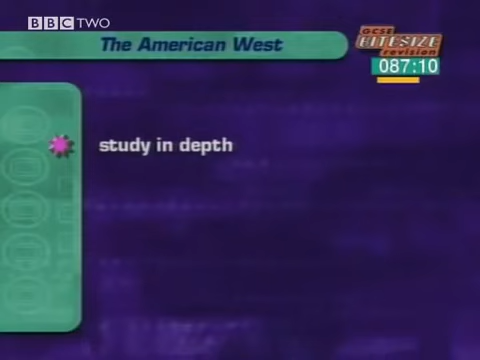 BBC TWO
The American West
GCSE
BITESIZE
revision
087:10
study in depth